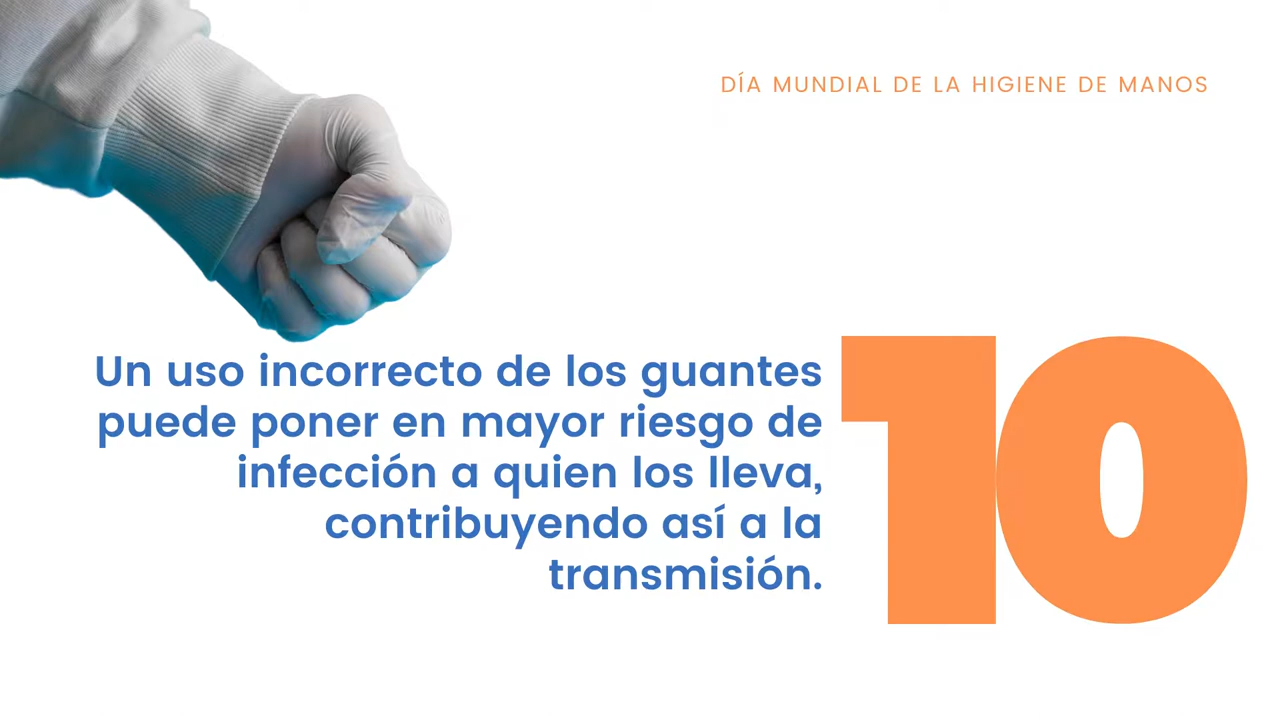 DÍA MUNDIAL DE LA HIGIENE DE MANOS
Un uso incorrecto de los guantes
puede poner en mayor riesgo de
infección a quien los lleva,
contribuyendo así a la
transmisión.
10